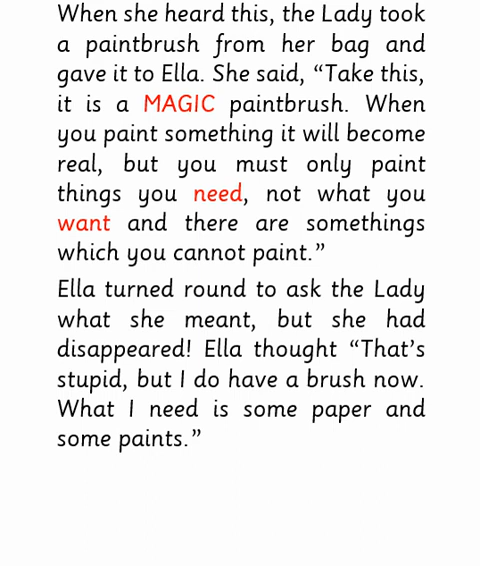 When she heard this, the Lady took
a paintbrush from her bag and
gave it to Ella. She said, “Take this,
it is a MAGIC paintbrush. When
you paint something it will become
real, but you must only paint
things you need, not what you
want and there are somethings
which you cannot paint.”
Ella turned round to ask the Lady
what she meant, but she had
disappeared! Ella thought “That’s
stupid, but I do have a brush now.
What I need is some paper and
some paints.”